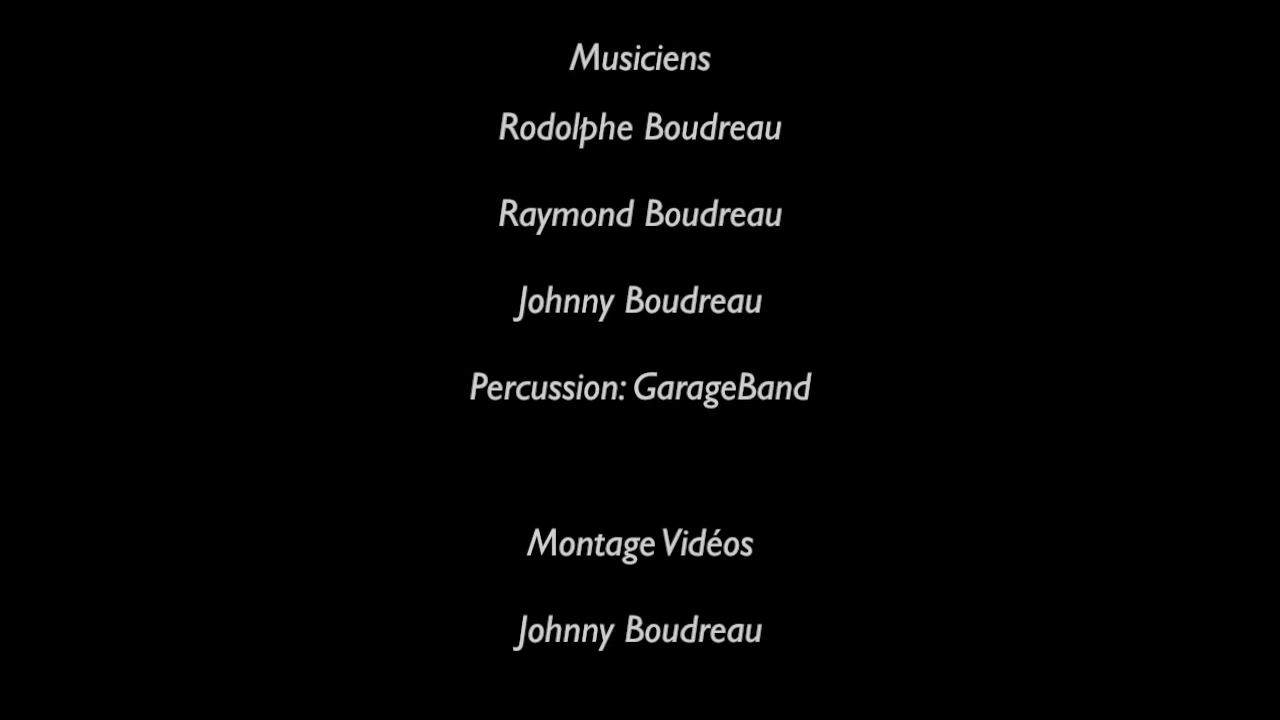 Musiciens
Rodolphe Boudreau
Raymond Boudreau
Johnny Boudreau
Percussion: GarageBand
Montage Vidéos
Johnny Boudreau